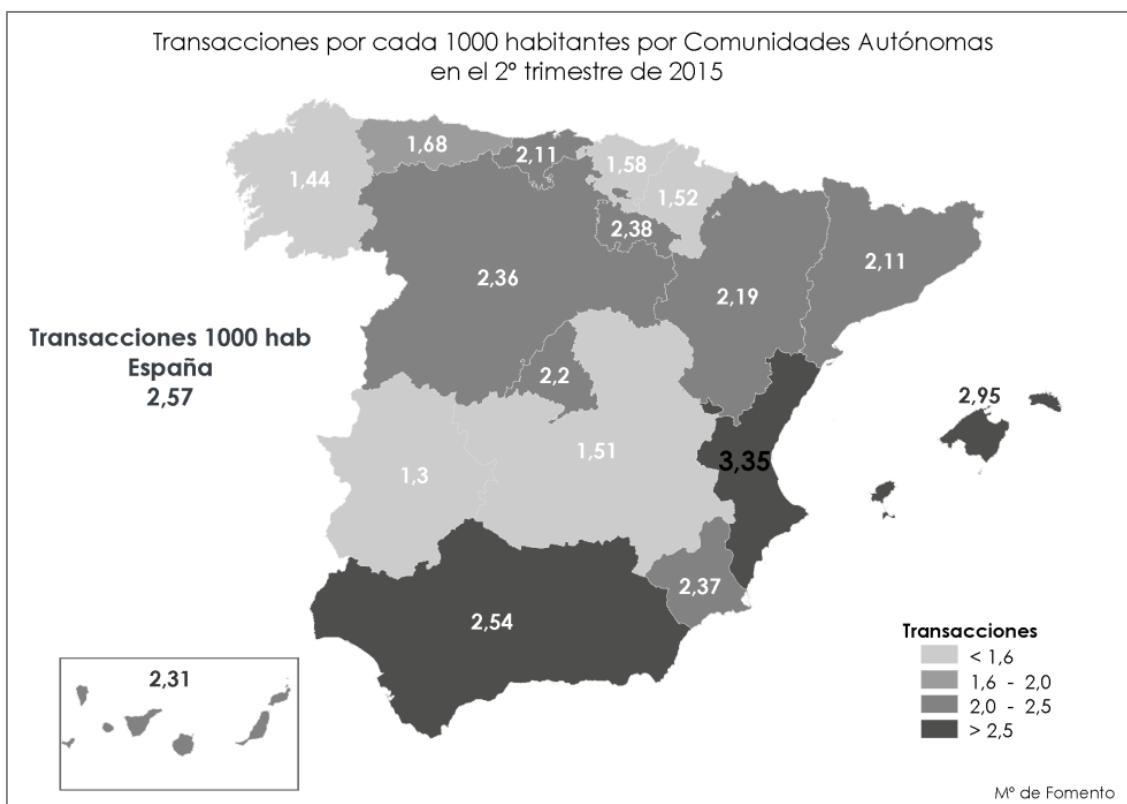 Transacciones por cada 1000 habitantes por Comunidades Autónomas
en el 2º trimestre de 2015
1,68
2,11
1,58
1,44
1,52
2,38
2,11
2,36
2,19
Transacciones 1000 hab
España
2,57
2,2
2,95
1,51
3,35
1,3
2,37
2,54
Transacciones
< 1,6
1,6 - 2,0
2,0 - 2,5
> 2,5
2,31
Mº de Fomento